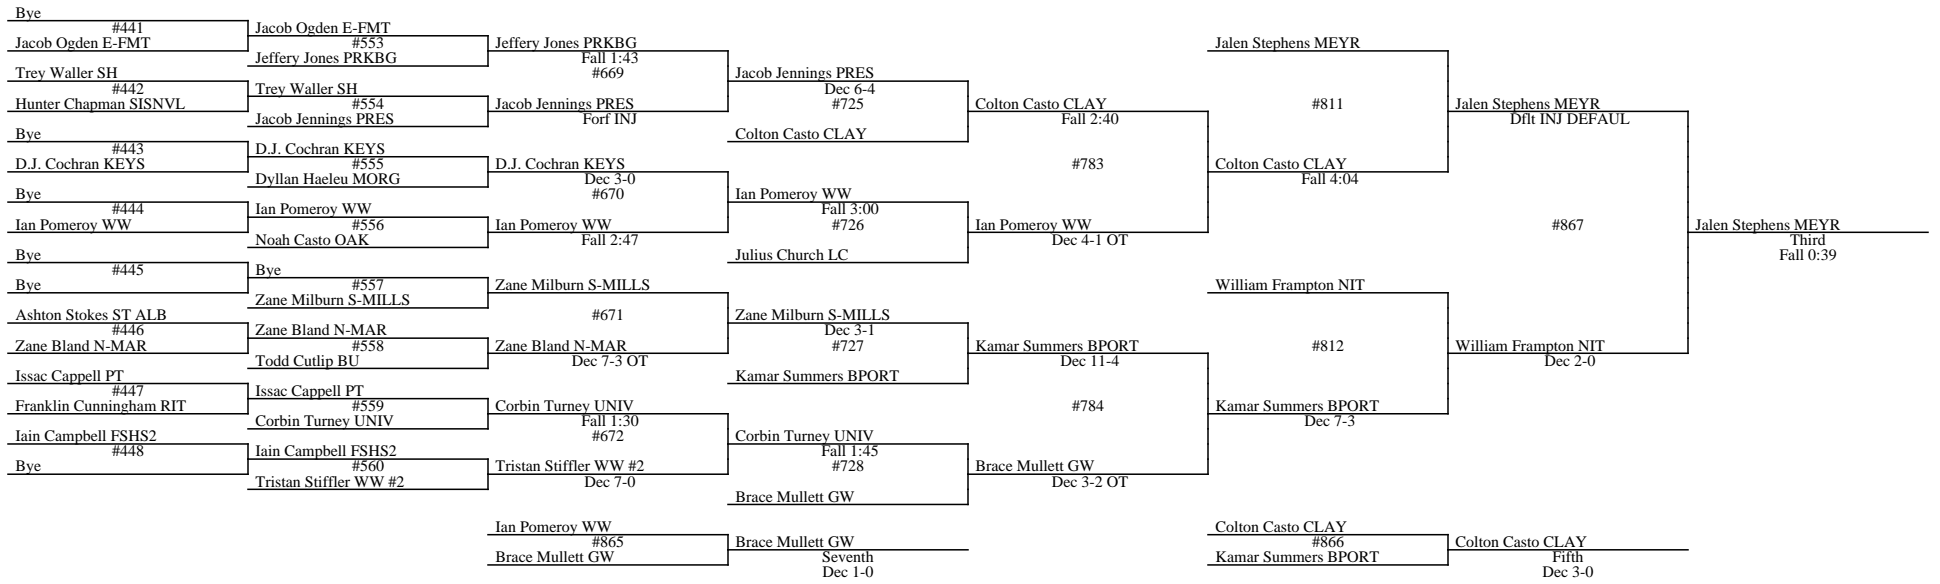 Bye
#441
Jacob Ogden E-FMT
Trey Waller SH
#442
Hunter Chapman SISNVL
Bye
#443
D.J. Cochran KEYS
Bye
#444
Ian Pomeroy WW
Bye
#445
Bye
Ashton Stokes ST ALB
#446
Zane Bland N-MAR
Issac Cappell PT
#447
Franklin Cunningham RIT
Iain Campbell FSHS2
#448
Bye
Jacob Ogden E-FMT
#553
Jeffery Jones PRKBG
Trey Waller SH
#554
Jacob Jennings PRES
D.J. Cochran KEYS
#555
Dyllan Haeleu MORG
Ian Pomeroy WW
#556
Noah Casto OAK
Bye
#557
Zane Milburn S-MILLS
Zane Bland N-MAR
#558
Todd Cutlip BU
Issac Cappell PT
#559
Corbin Turney UNIV
Iain Campbell FSHS2
#560
Tristan Stiffler WW #2
Jeffery Jones PRKBG
Fall 1:43
#669
Jacob Jennings PRES
Forf INJ
D.J. Cochran KEYS
Dec 3-0
#670
Ian Pomeroy WW
Fall 2:47
Zane Milburn S-MILLS
#671
Zane Bland N-MAR
Dec 7-3 OT
Corbin Turney UNIV
Fall 1:30
#672
Tristan Stiffler WW #2
Dec 7-0
Jacob Jennings PRES
Dec 6-4
#725
Colton Casto CLAY
Ian Pomeroy WW
Fall 3:00
#726
Julius Church LC
Zane Milburn S-MILLS
Dec 3-1
#727
Kamar Summers BPORT
Corbin Turney UNIV
Fall 1:45
#728
Brace Mullett GW
Colton Casto CLAY
Fall 2:40
#783
Ian Pomeroy WW
Dec 4-1 OT
Kamar Summers BPORT
Dec 11-4
#784
Brace Mullett GW
Dec 3-2 OT
Jalen Stephens MEYR
#811
Colton Casto CLAY
Fall 4:04
William Frampton NIT
#812
Kamar Summers BPORT
Dec 7-3
Jalen Stephens MEYR
Dflt INJ DEFAUL
#867
William Frampton NIT
Dec 2-0
Jalen Stephens MEYR
Third
Fall 0:39
Ian Pomeroy WW
#865
Brace Mullett GW
Brace Mullett GW
Seventh
Dec 1-0
Colton Casto CLAY
#866
Kamar Summers BPORT
Colton Casto CLAY
Fifth
Dec 3-0